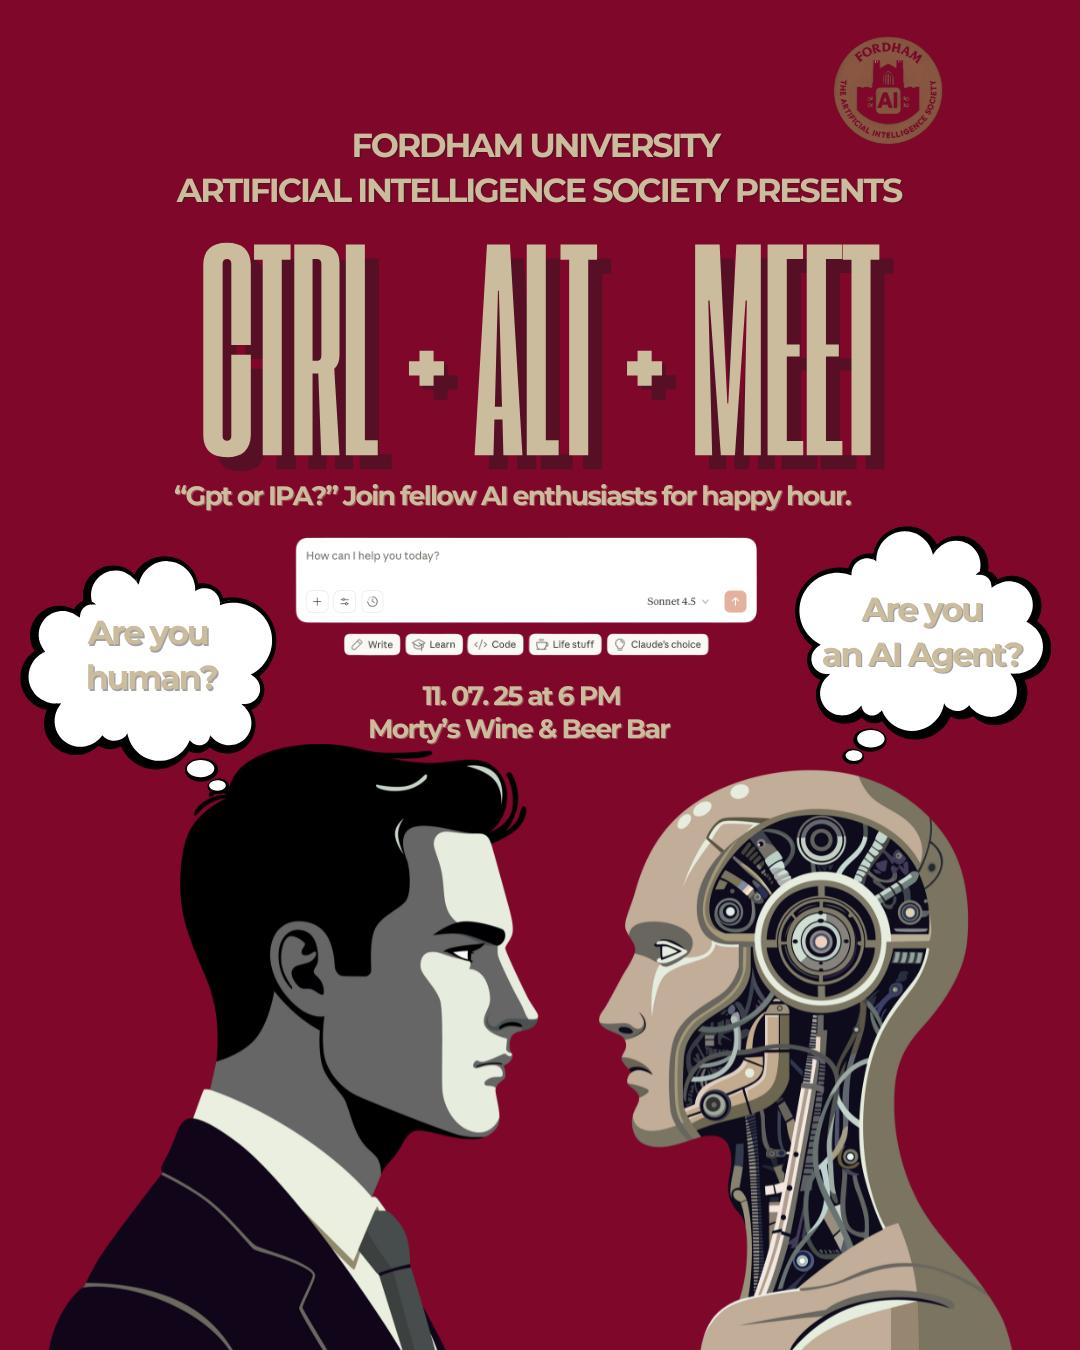 FORDHAM
THE ARTIFICIAL INTELLIGENCE SOCIETY
AI
FORDHAM UNIVERSITY
ARTIFICIAL INTELLIGENCE SOCIETY PRESENTS
CTRL + ALT + MEET
“Gpt or IPA?” Join fellow AI enthusiasts for happy hour.
How can I help you today?
Sonnet 4.5
Write Learn Code Life stuff Claude's choice
Are you
human?
Are you
an AI Agent?
11. 07. 25 at 6 PM
Morty’s Wine & Beer Bar